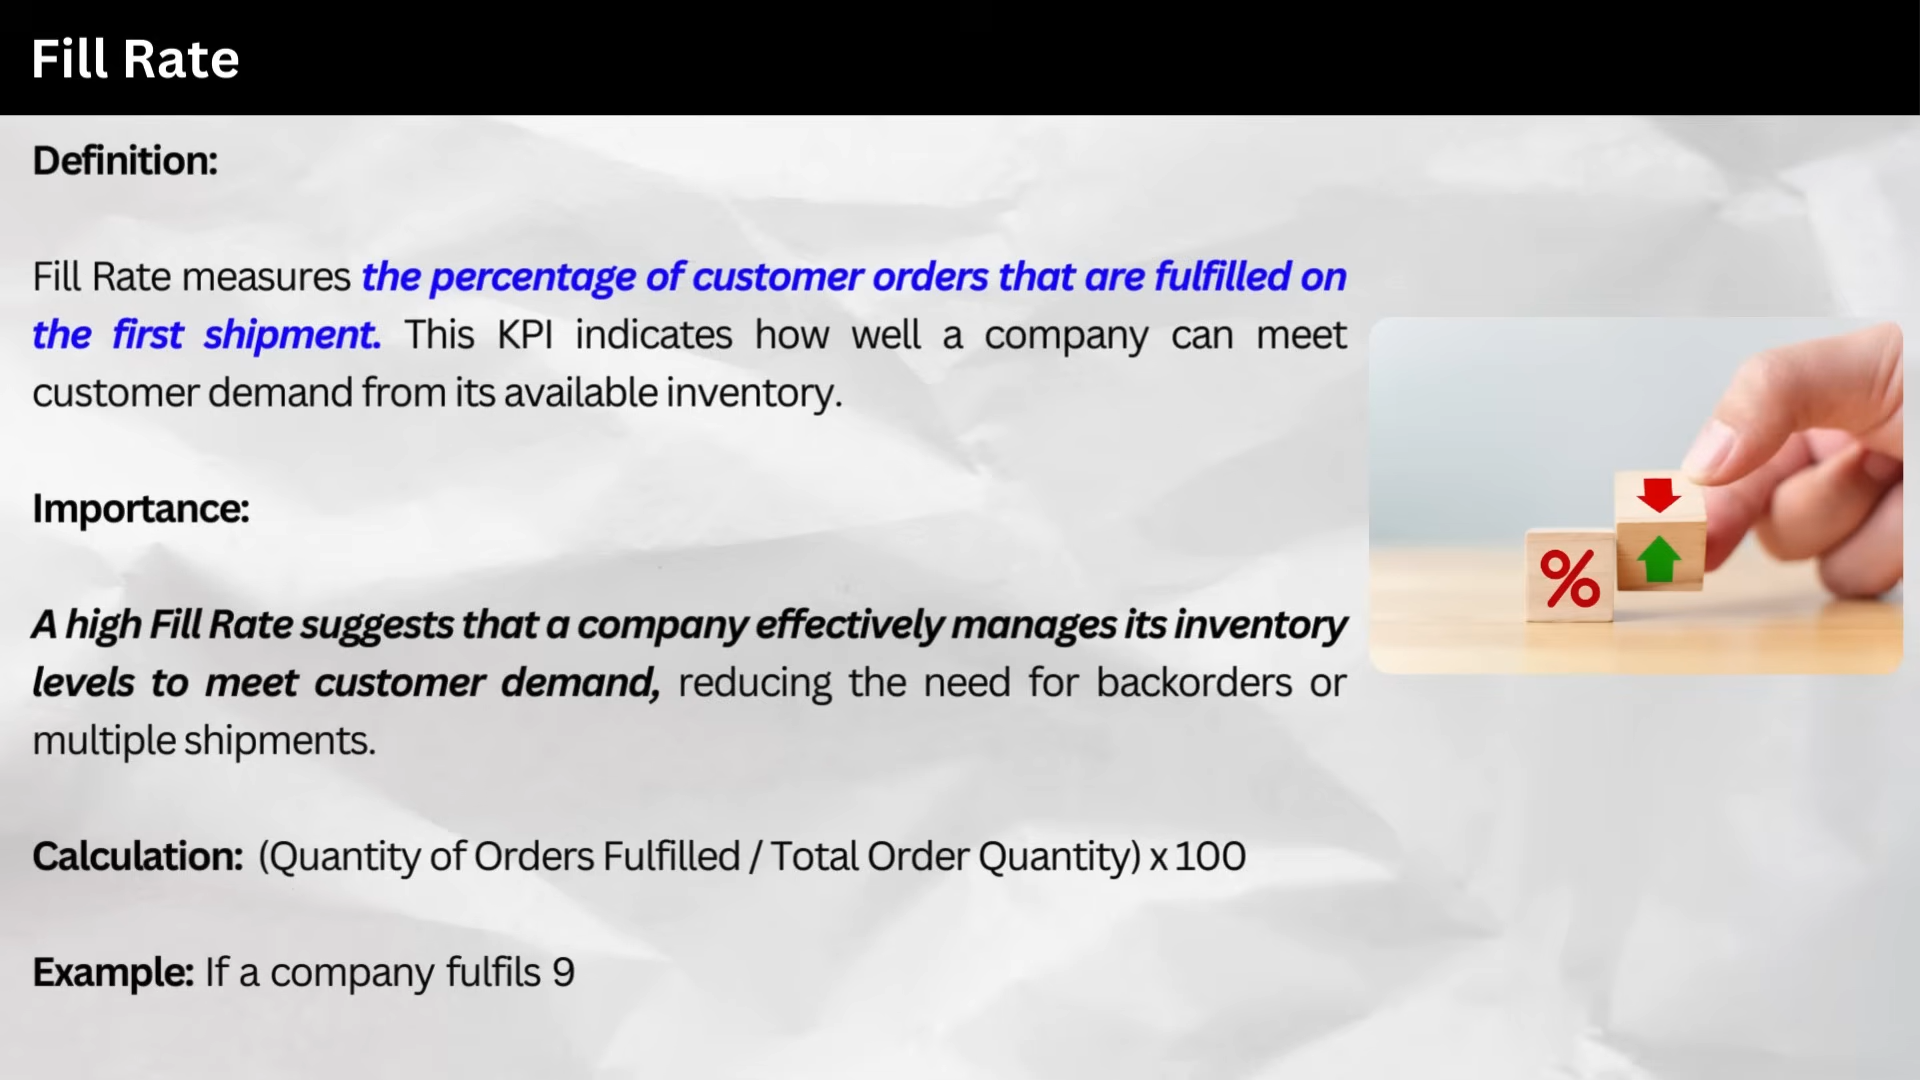 Fill Rate
Definition:
Fill Rate measures the percentage of customer orders that are fulfilled on
the first shipment. This KPI indicates how well a company can meet
customer demand from its available inventory.
Importance:
A high Fill Rate suggests that a company effectively manages its inventory
levels to meet customer demand, reducing the need for backorders or
multiple shipments.
Calculation: (Quantity of Orders Fulfilled / Total Order Quantity) x 100
Example: If a company fulfils 9
%